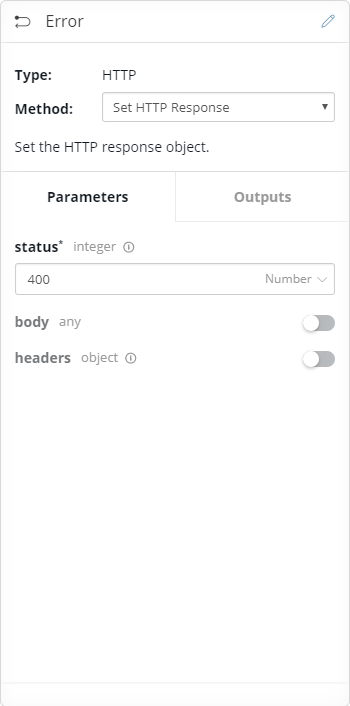 Error
Type: HTTP
Method: Set HTTP Response
Set the HTTP response object.
Parameters Outputs
status* integer
400 Number
body any
headers object